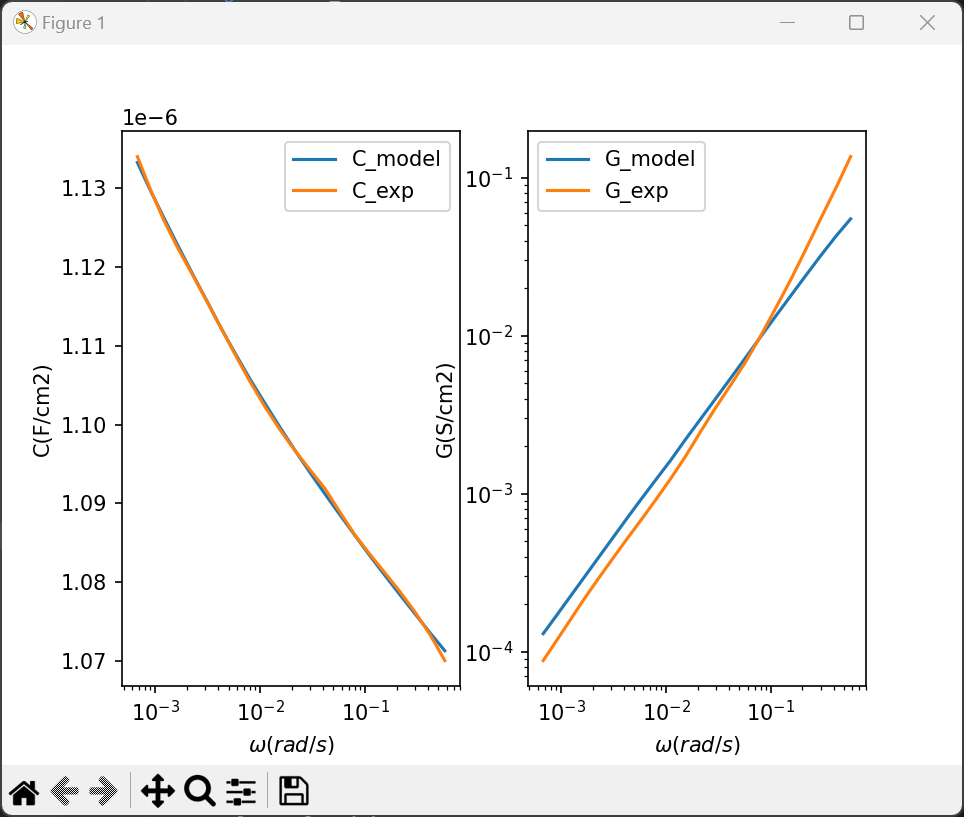 Figure 1
1e−6
C_model
C_exp
1.13
1.12
1.11
1.10
1.09
1.08
1.07
C(F/cm2)
10⁻³ 10⁻² 10⁻¹
ω(rad/s)
G_model
G_exp
10⁻¹
10⁻²
10⁻³
10⁻⁴
G(S/cm2)
10⁻³ 10⁻² 10⁻¹
ω(rad/s)